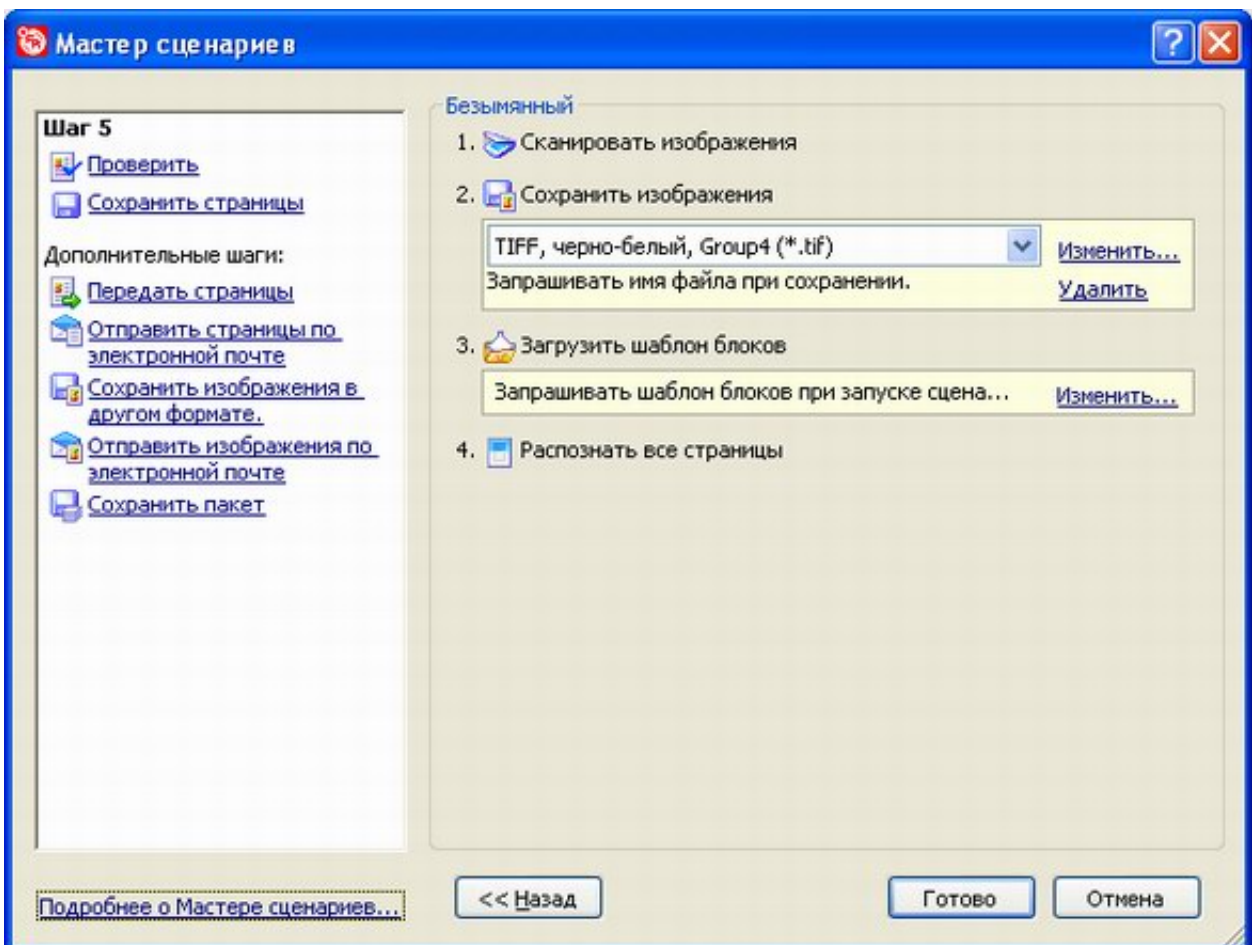 Мастер сценариев
Шаг 5
Проверить
Сохранить страницы
Дополнительные шаги:
Передать страницы
Отправить страницы по
электронной почте
Сохранить изображения в
другом формате.
Отправить изображения по
электронной почте
Сохранить пакет
Безымянный
1. Сканировать изображения
2. Сохранить изображения
TIFF, черно-белый, Group4 (*.tif)
Изменить...
Запрашивать имя файла при сохранении.
Удалить
3. Загрузить шаблон блоков
Запрашивать шаблон блоков при запуске сцена...
Изменить...
4. Распознать все страницы
Подробнее о Мастере сценариев...
<< Назад
Готово
Отмена